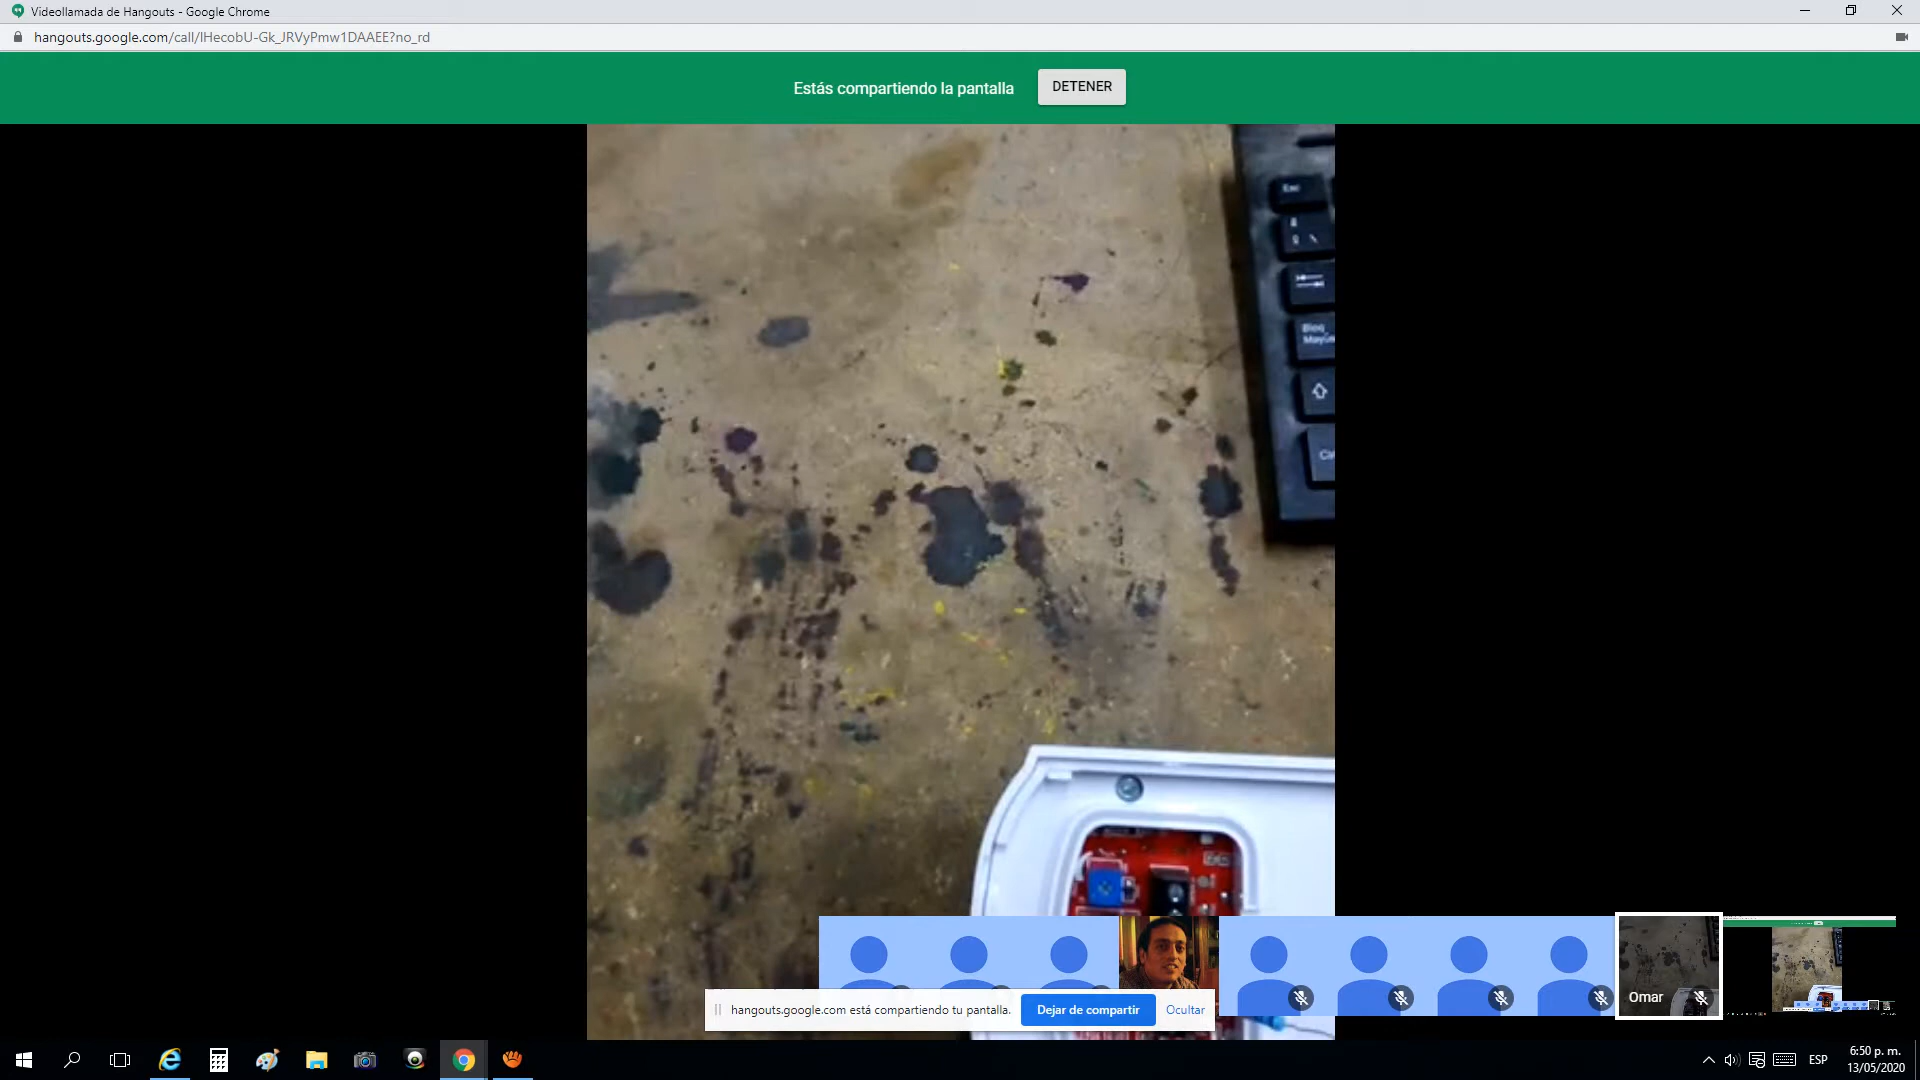 Videollamada de Hangouts - Google Chrome
hangouts.google.com/call/IHecobU-Gk_JRVyPmw1DAAEE?no_rd
Estás compartiendo la pantalla DETENER
Esc
Bloq
Mayús
Omar
hangouts.google.com está compartiendo tu pantalla. Dejar de compartir Ocultar
ESP
6:50 p. m.
13/05/2020